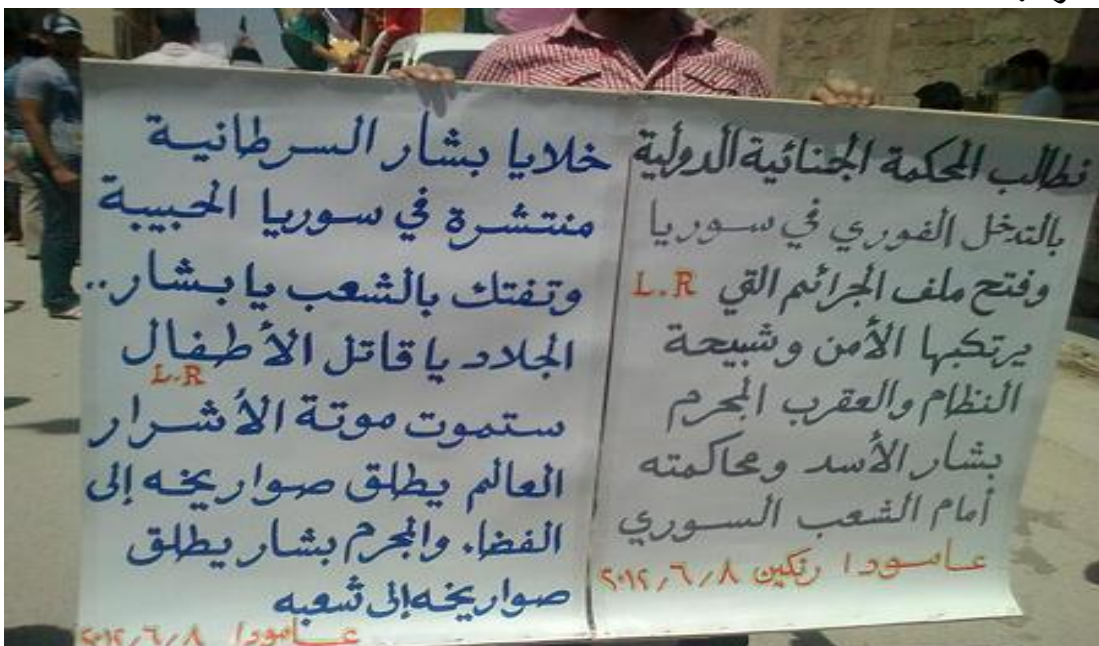 نطالب المحكمة الجنائية الدولية
بالتدخل الفوري في سوريا
وفتح ملف الجرائم التي L.R
يرتكبها الأمن وشبيحة
النظام والعقرب المجرم
بشار الأسد ومحاكمته
أمام الشعب السوري
عامودا رنكين ٢٠١٢/٦/٨
خلايا بشار السرطانية
منتشرة في سوريا الحبيبة
وتفتك بالشعب يا بشار..
الجلاد يا قاتل الأطفال
L.R
ستموت موتة الأشرار
العالم يطلق صواريخه إلى
الفضاء والمجرم بشار يطلق
صواريخه إلى شعبه
عامودا ٢٠١٢/٦/٨